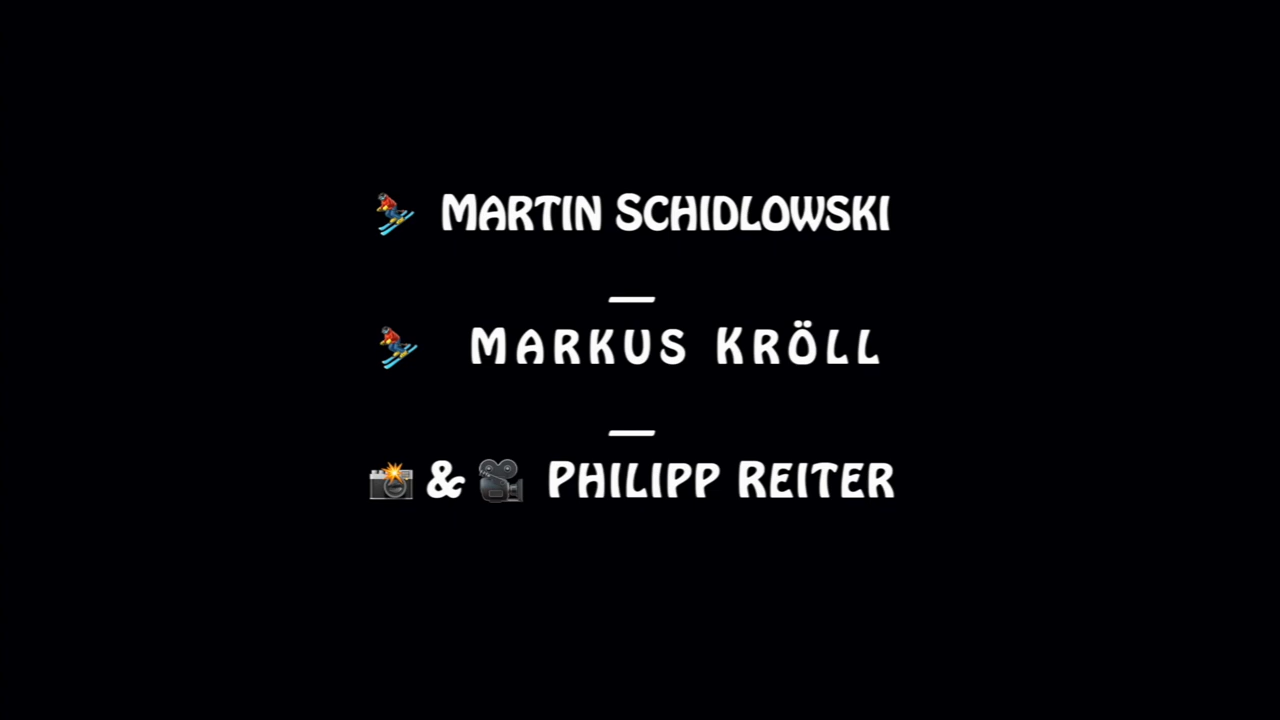 MARTIN SCHIDLOWSKI
—
MARKUS KRÖLL
—
& PHILIPP REITER